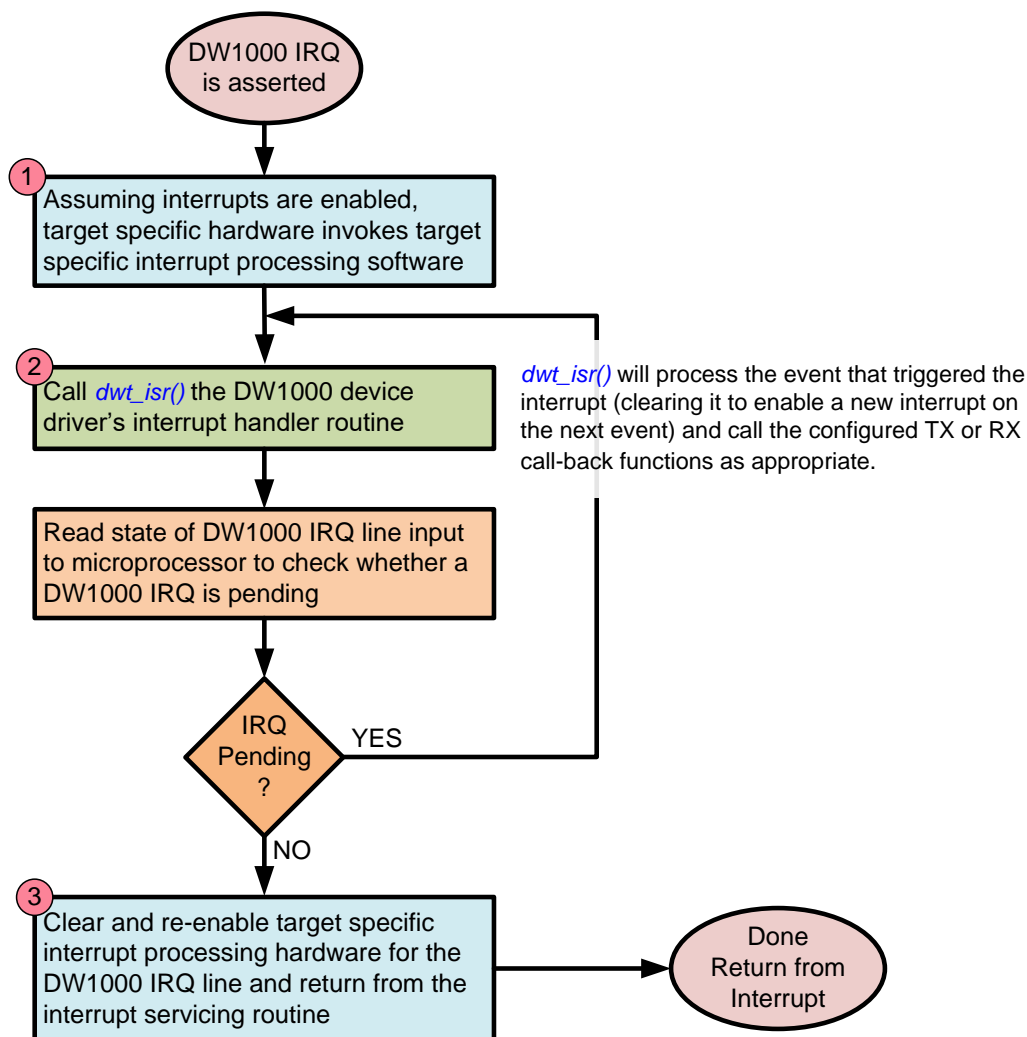 DW1000 IRQ
is asserted
1
Assuming interrupts are enabled,
target specific hardware invokes target
specific interrupt processing software
2
Call dwt_isr() the DW1000 device
driver's interrupt handler routine
dwt_isr() will process the event that triggered the
interrupt (clearing it to enable a new interrupt on
the next event) and call the configured TX or RX
call-back functions as appropriate.
Read state of DW1000 IRQ line input
to microprocessor to check whether a
DW1000 IRQ is pending
IRQ
Pending
?
YES
NO
3
Clear and re-enable target specific
interrupt processing hardware for the
DW1000 IRQ line and return from the
interrupt servicing routine
Done
Return from
Interrupt